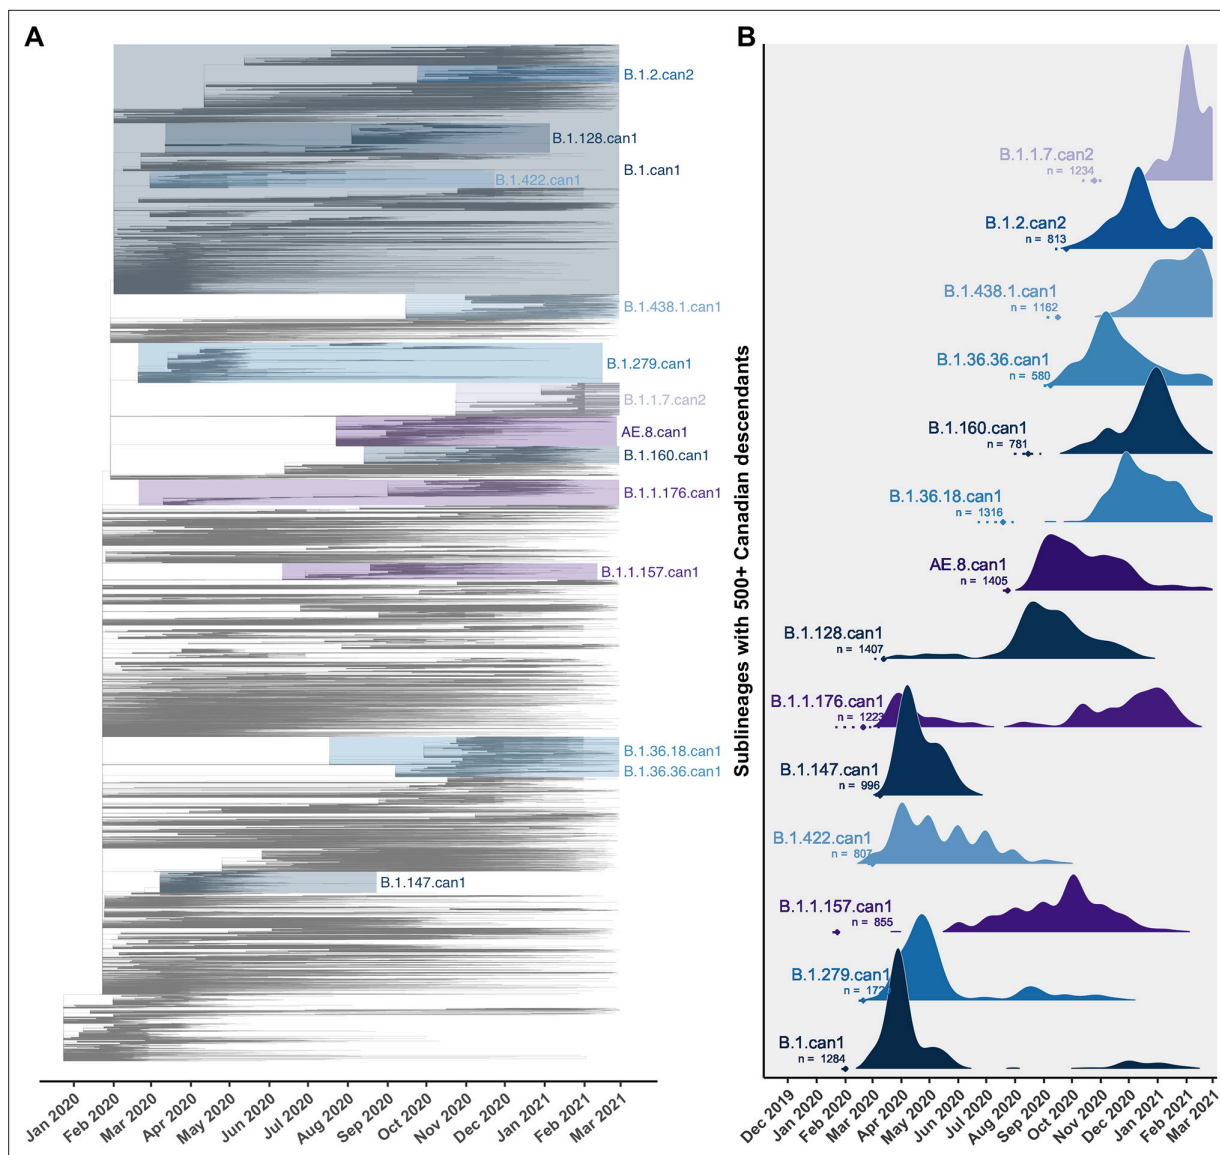 A
B.1.2.can2
B.1.128.can1
B.1.can1
B.1.422.can1
B.1.438.1.can1
B.1.279.can1
B.1.1.7.can2
AE.8.can1
B.1.160.can1
B.1.1.176.can1
B.1.1.157.can1
B.1.36.18.can1
B.1.36.36.can1
B.1.147.can1
Jan 2020
Feb 2020
Mar 2020
Apr 2020
May 2020
Jun 2020
Jul 2020
Aug 2020
Sep 2020
Oct 2020
Nov 2020
Dec 2020
Jan 2021
Feb 2021
Mar 2021
B
Sublineages with 500+ Canadian descendants
B.1.1.7.can2
n = 1234
B.1.2.can2
n = 813
B.1.438.1.can1
n = 1162
B.1.36.36.can1
n = 580
B.1.160.can1
n = 781
B.1.36.18.can1
n = 1316
AE.8.can1
n = 1405
B.1.128.can1
n = 1407
B.1.1.176.can1
n = 1223
B.1.147.can1
n = 996
B.1.422.can1
n = 807
B.1.1.157.can1
n = 855
B.1.279.can1
n =
B.1.can1
n = 1284
Dec 2019
Jan 2020
Feb 2020
Mar 2020
Apr 2020
May 2020
Jun 2020
Jul 2020
Aug 2020
Sep 2020
Oct 2020
Nov 2020
Dec 2020
Jan 2021
Feb 2021
Mar 2021